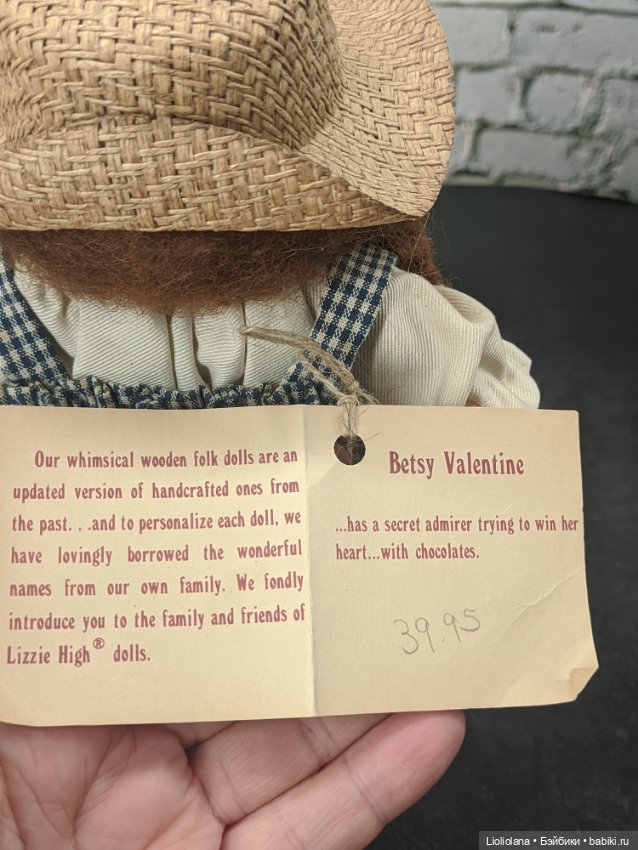 Our whimsical wooden folk dolls are an
updated version of handcrafted ones from
the past. . .and to personalize each doll, we
have lovingly borrowed the wonderful
names from our own family. We fondly
introduce you to the family and friends of
Lizzie High® dolls.
Betsy Valentine
...has a secret admirer trying to win her
heart...with chocolates.
39.95
Lioliolana • Бэйбики • babiki.ru